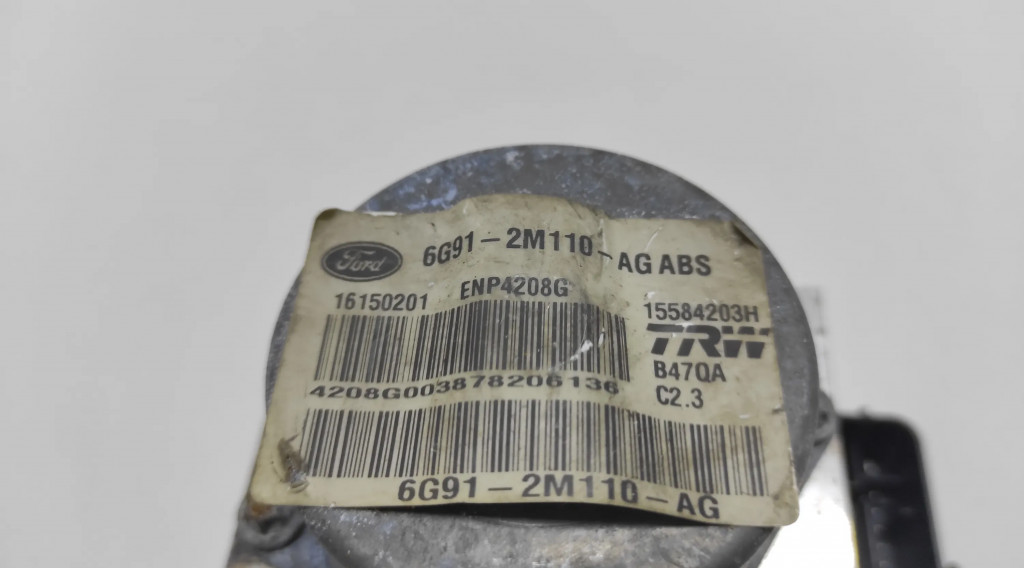 Ford 6G91-2M110-AG ABS
16150201 ENP4208G 15584203H
TRW
4208G003878206136 B47QA
C2.3
6G91-2M110-AG